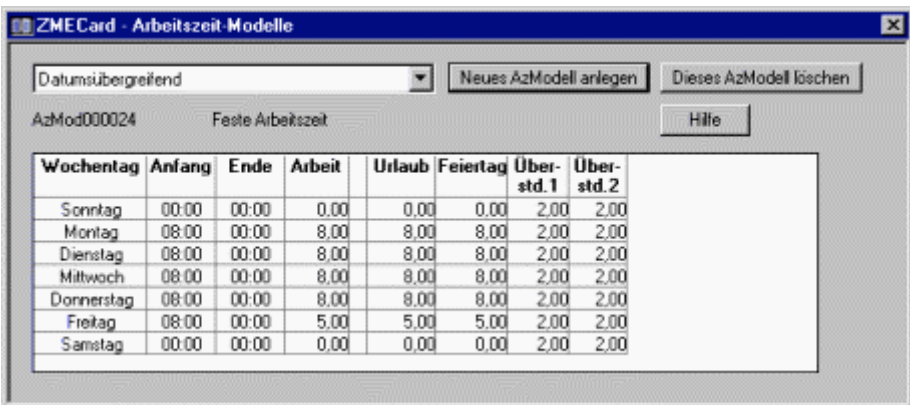 ZMECard - Arbeitszeit-Modelle
Datumsübergreifend Neues AzModell anlegen Dieses AzModell löschen
AzMod000024 Feste Arbeitszeit Hilfe
Wochentag Anfang Ende Arbeit Urlaub Feiertag Über- Über-
std.1 std.2
Sonntag 00:00 00:00 0,00 0,00 0,00 2,00 2,00
Montag 08:00 00:00 8,00 8,00 8,00 2,00 2,00
Dienstag 08:00 00:00 8,00 8,00 8,00 2,00 2,00
Mittwoch 08:00 00:00 8,00 8,00 8,00 2,00 2,00
Donnerstag 08:00 00:00 8,00 8,00 8,00 2,00 2,00
Freitag 08:00 00:00 5,00 5,00 5,00 2,00 2,00
Samstag 00:00 00:00 0,00 0,00 0,00 2,00 2,00